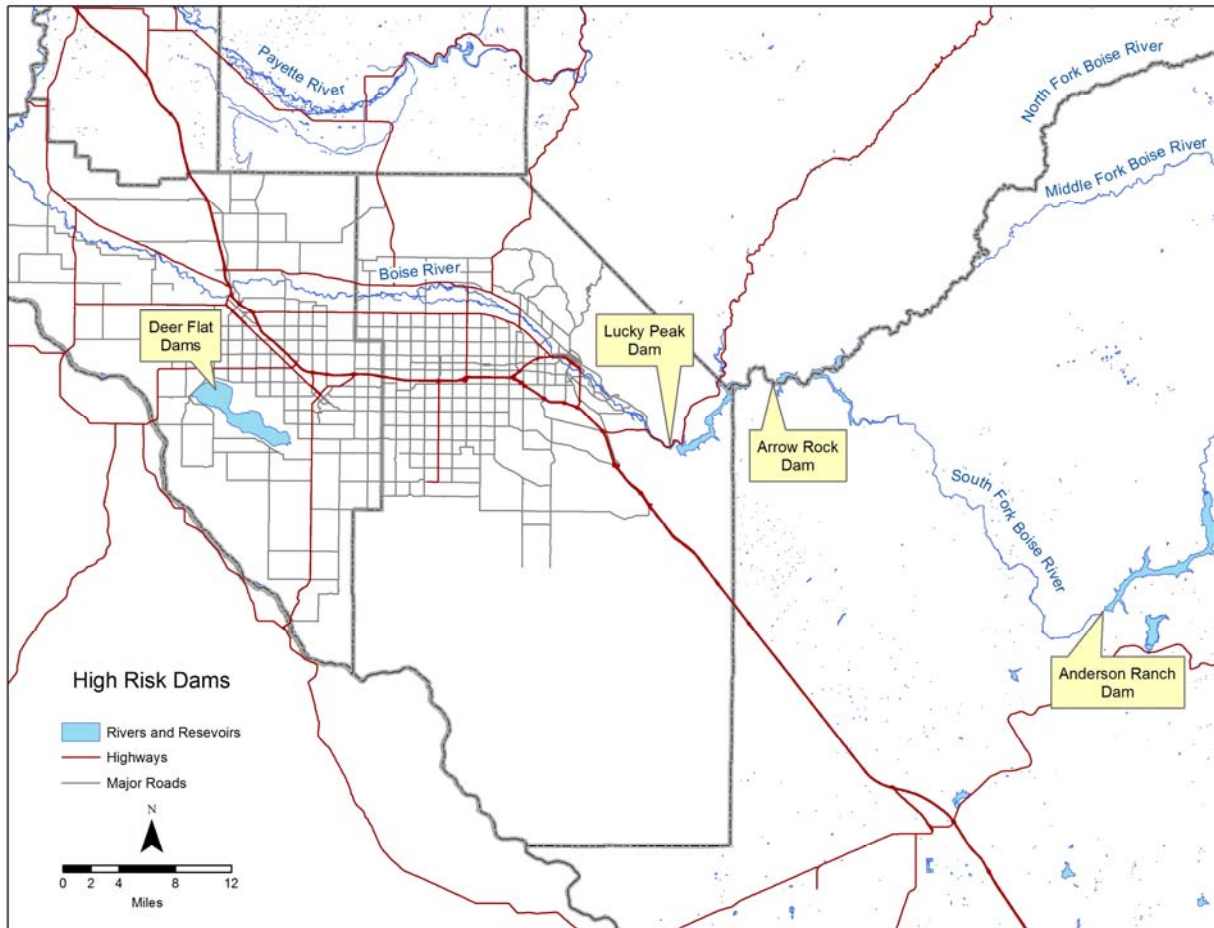 Payette River
North Fork Boise River
Middle Fork Boise River
Boise River
Deer Flat
Dams
Lucky Peak
Dam
Arrow Rock
Dam
South Fork Boise River
Anderson Ranch
Dam
High Risk Dams
Rivers and Resevoirs
Highways
Major Roads
N
0 2 4 8 12
Miles